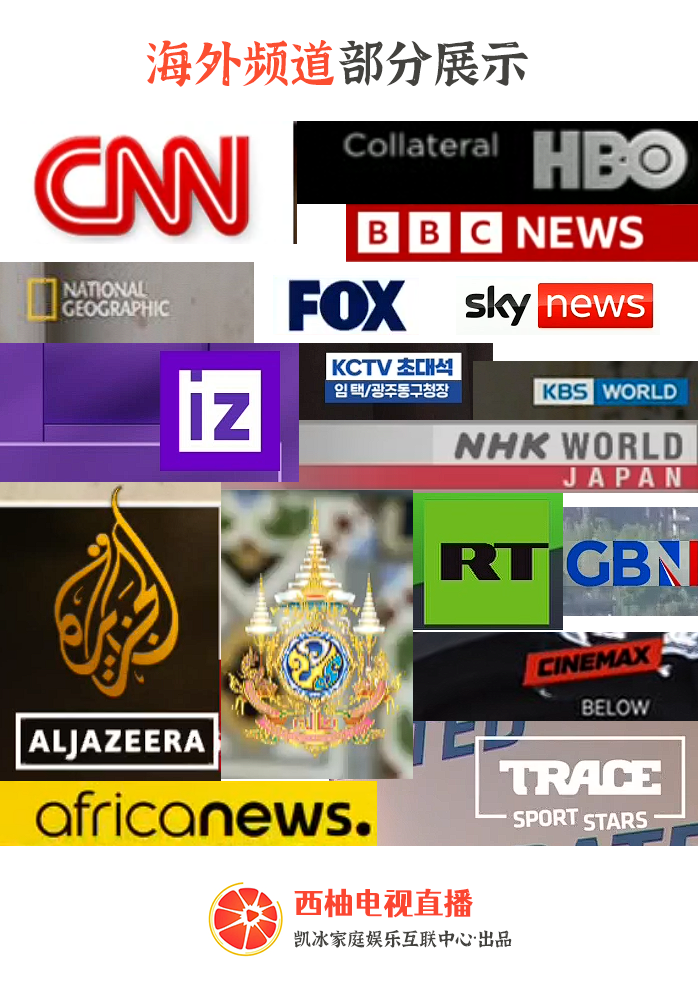 海外频道部分展示
CNN
Collateral HBO
BBC NEWS
NATIONAL
GEOGRAPHIC
FOX
sky news
iz
KCTV 초대석
임 택/광주동구청장
KBS WORLD
NHK WORLD
JAPAN
RT
GBN
ALJAZEERA
CINEMAX
BELOW
TRACE
SPORT STARS
africanews.
西柚电视直播
凯冰家庭娱乐互联中心·出品